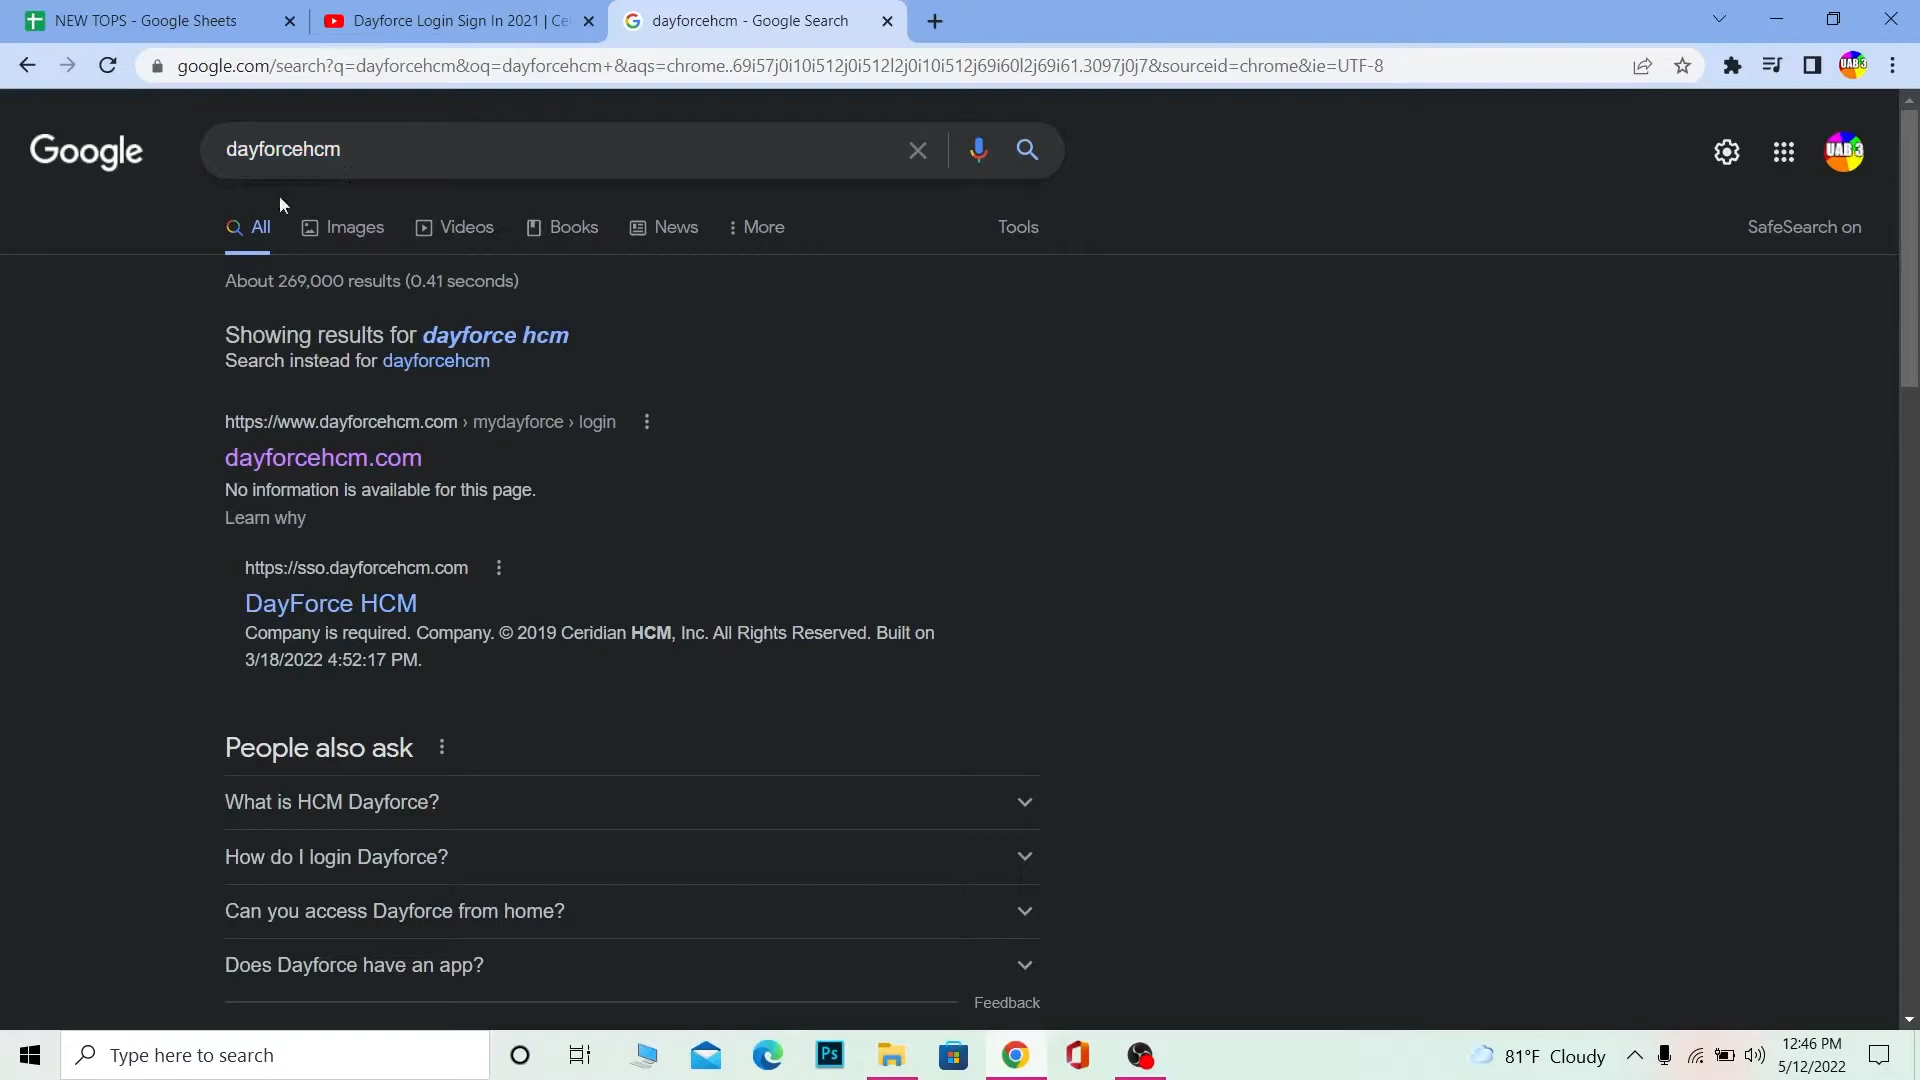 NEW TOPS - Google Sheets
Dayforce Login Sign In 2021 | Ce
dayforcehcm - Google Search
google.com/search?q=dayforcehcm&oq=dayforcehcm+&aqs=chrome..69i57j0i10i512j0i512l2j0i10i512j69i60l2j69i61.3097j0j7&sourceid=chrome&ie=UTF-8
UAB 3
Google
dayforcehcm
UAB 3
All
Images
Videos
Books
News
More
Tools
SafeSearch on
About 269,000 results (0.41 seconds)
Showing results for dayforce hcm
Search instead for dayforcehcm
https://www.dayforcehcm.com › mydayforce › login
dayforcehcm.com
No information is available for this page.
Learn why
https://sso.dayforcehcm.com
DayForce HCM
Company is required. Company. © 2019 Ceridian HCM, Inc. All Rights Reserved. Built on
3/18/2022 4:52:17 PM.
People also ask
What is HCM Dayforce?
How do I login Dayforce?
Can you access Dayforce from home?
Does Dayforce have an app?
Feedback
Type here to search
Ps
81°F Cloudy
12:46 PM
5/12/2022